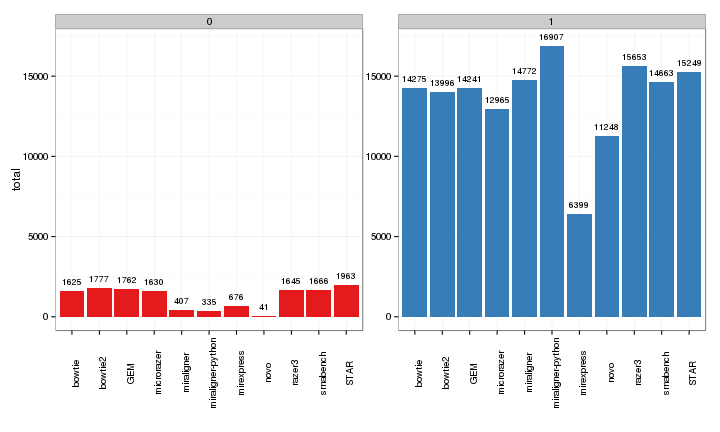 0
1
total
15000
10000
5000
0
1625
1777
1762
1630
407
335
676
41
1645
1666
1963
bowtie
bowtie2
GEM
microrazer
miraligner
miraligner-python
mirexpress
novo
razer3
srnabench
STAR
15000
10000
5000
0
14275
13996
14241
12965
14772
16907
6399
11248
15653
14663
15249
bowtie
bowtie2
GEM
microrazer
miraligner
miraligner-python
mirexpress
novo
razer3
srnabench
STAR